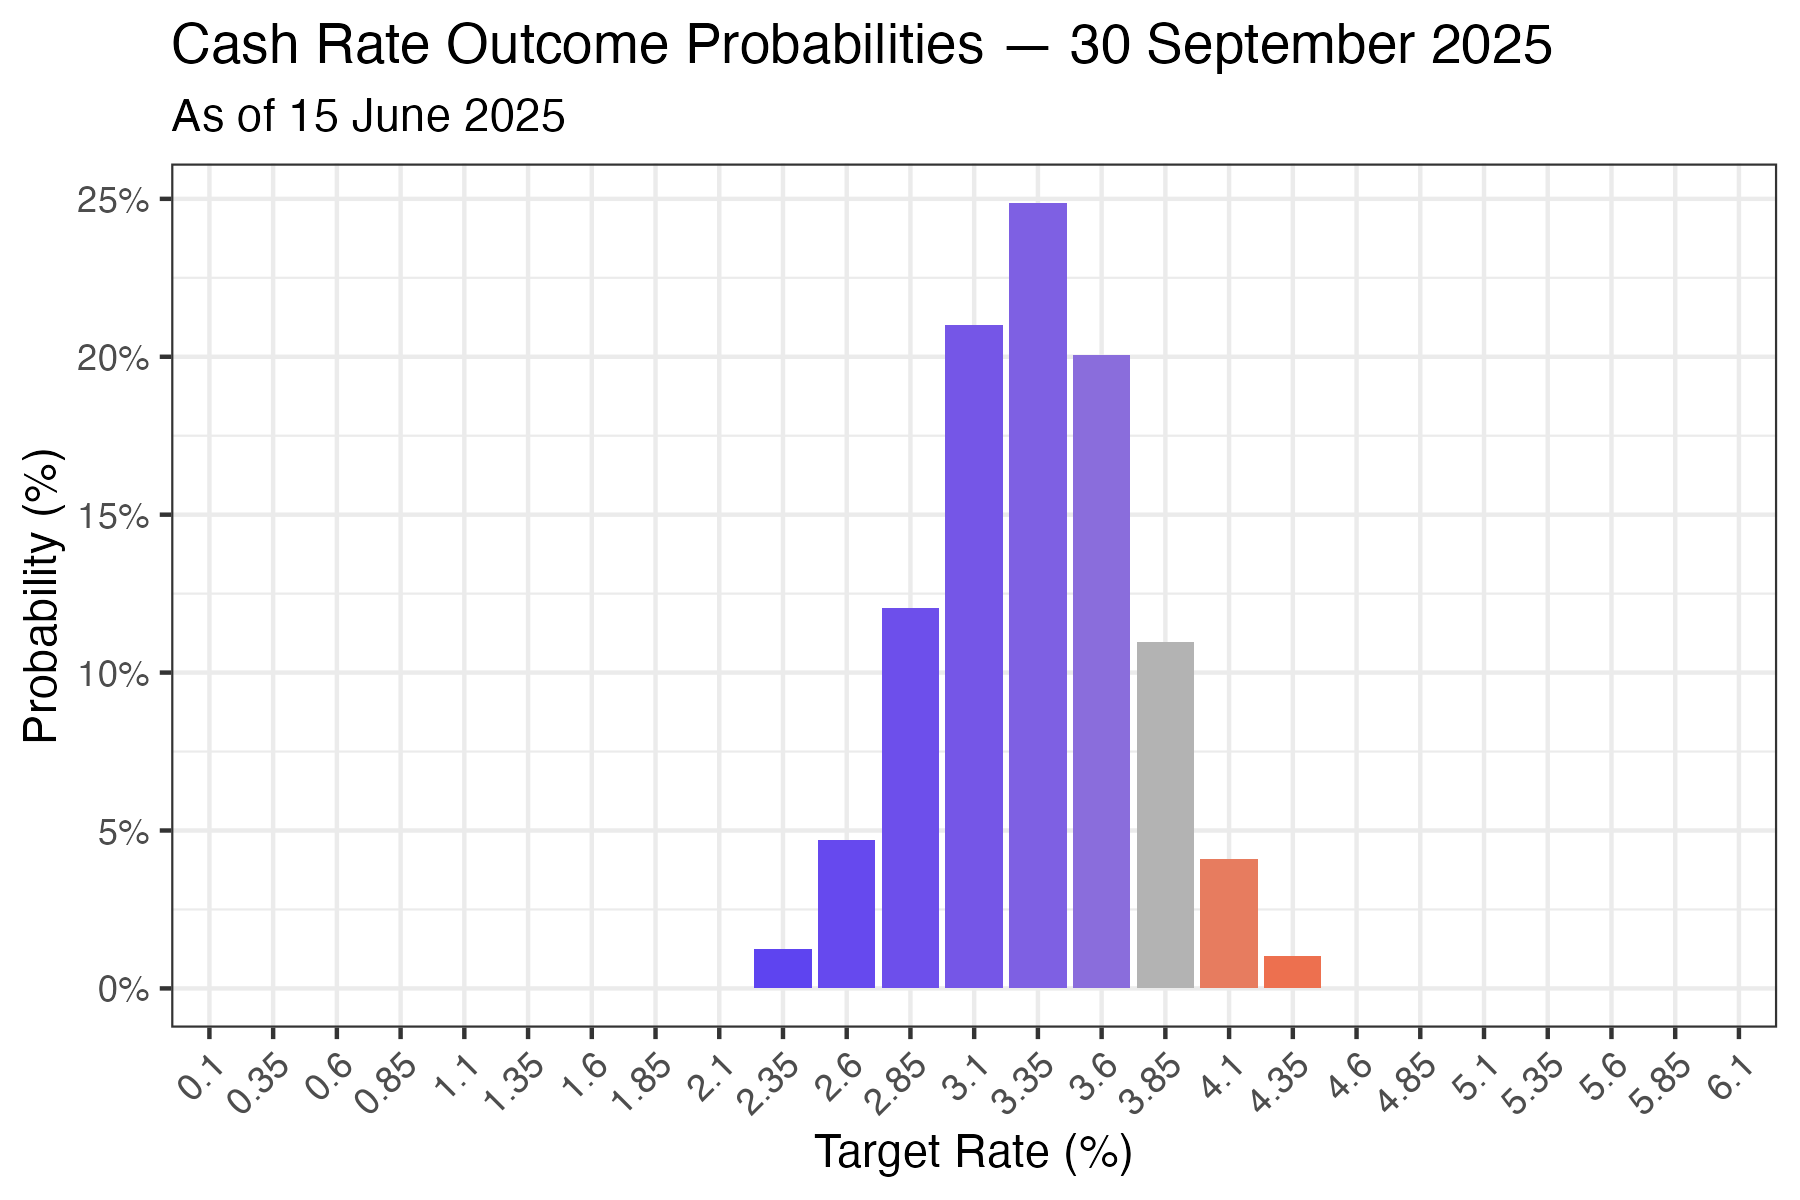 Cash Rate Outcome Probabilities — 30 September 2025
As of 15 June 2025
Probability (%)
25%
20%
15%
10%
5%
0%
0.1 0.35 0.6 0.85 1.1 1.35 1.6 1.85 2.1 2.35 2.6 2.85 3.1 3.35 3.6 3.85 4.1 4.35 4.6 4.85 5.1 5.35 5.6 5.85 6.1
Target Rate (%)